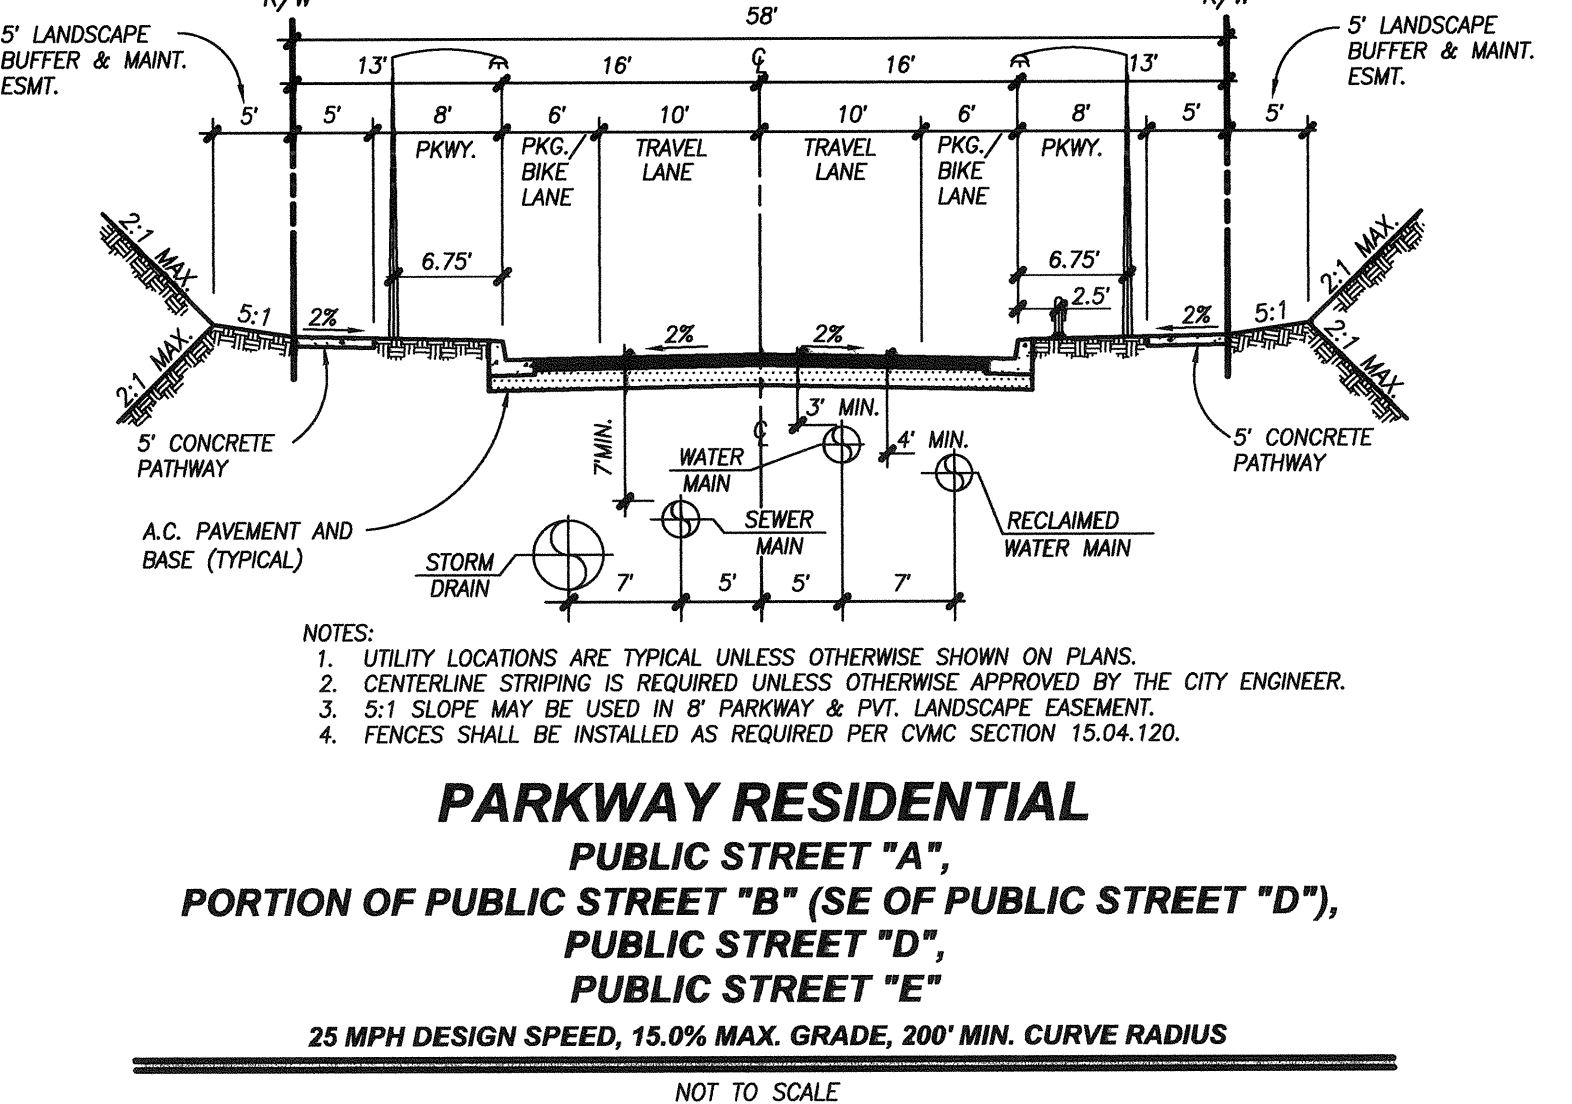 R/W
R/W
58'
5' LANDSCAPE
BUFFER & MAINT.
ESMT.
5' LANDSCAPE
BUFFER & MAINT.
ESMT.
13'
16'
℄
16'
13'
5'
5'
8'
6'
10'
10'
6'
8'
5'
5'
PKWY.
PKG./
BIKE
LANE
TRAVEL
LANE
TRAVEL
LANE
PKG./
BIKE
LANE
PKWY.
2:1 MAX.
2:1 MAX.
6.75'
6.75'
2.5'
5:1
2%
2%
2%
2%
5:1
2:1 MAX.
2:1 MAX.
5' CONCRETE
PATHWAY
5' CONCRETE
PATHWAY
7'MIN.
3' MIN.
℄
4' MIN.
WATER
MAIN
A.C. PAVEMENT AND
BASE (TYPICAL)
STORM
DRAIN
SEWER
MAIN
RECLAIMED
WATER MAIN
7'
5'
5'
7'
NOTES:
1. UTILITY LOCATIONS ARE TYPICAL UNLESS OTHERWISE SHOWN ON PLANS.
2. CENTERLINE STRIPING IS REQUIRED UNLESS OTHERWISE APPROVED BY THE CITY ENGINEER.
3. 5:1 SLOPE MAY BE USED IN 8' PARKWAY & PVT. LANDSCAPE EASEMENT.
4. FENCES SHALL BE INSTALLED AS REQUIRED PER CVMC SECTION 15.04.120.
PARKWAY RESIDENTIAL
PUBLIC STREET "A",
PORTION OF PUBLIC STREET "B" (SE OF PUBLIC STREET "D"),
PUBLIC STREET "D",
PUBLIC STREET "E"
25 MPH DESIGN SPEED, 15.0% MAX. GRADE, 200' MIN. CURVE RADIUS
NOT TO SCALE